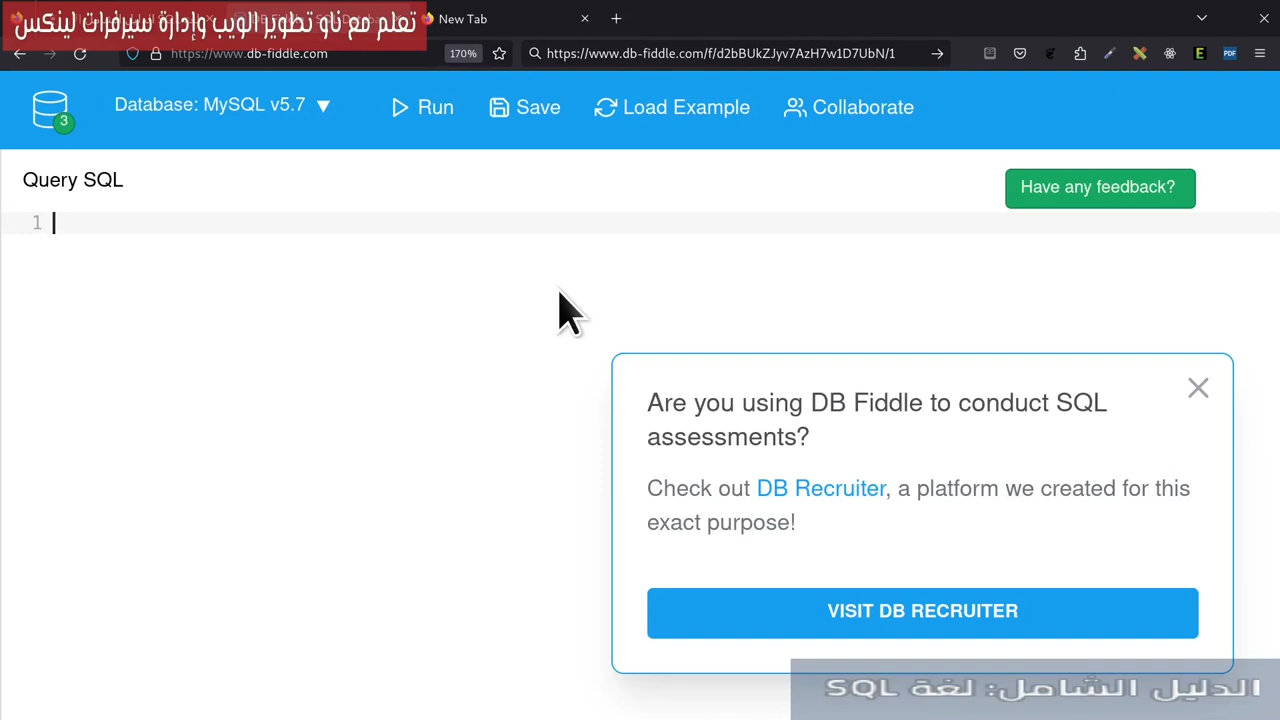 تعلم مع ناو تطوير الويب وإدارة سيرفرات لينكس
New Tab
https://www.db-fiddle.com
170%
https://www.db-fiddle.com/f/d2bBUkZJyv7AzH7w1D7UbN/1
PDF
3
Database: MySQL v5.7
Run
Save
Load Example
Collaborate
Query SQL
Have any feedback?
1
Are you using DB Fiddle to conduct SQL
assessments?
Check out DB Recruiter, a platform we created for this
exact purpose!
VISIT DB RECRUITER
الدليل الشامل: لغة SQL